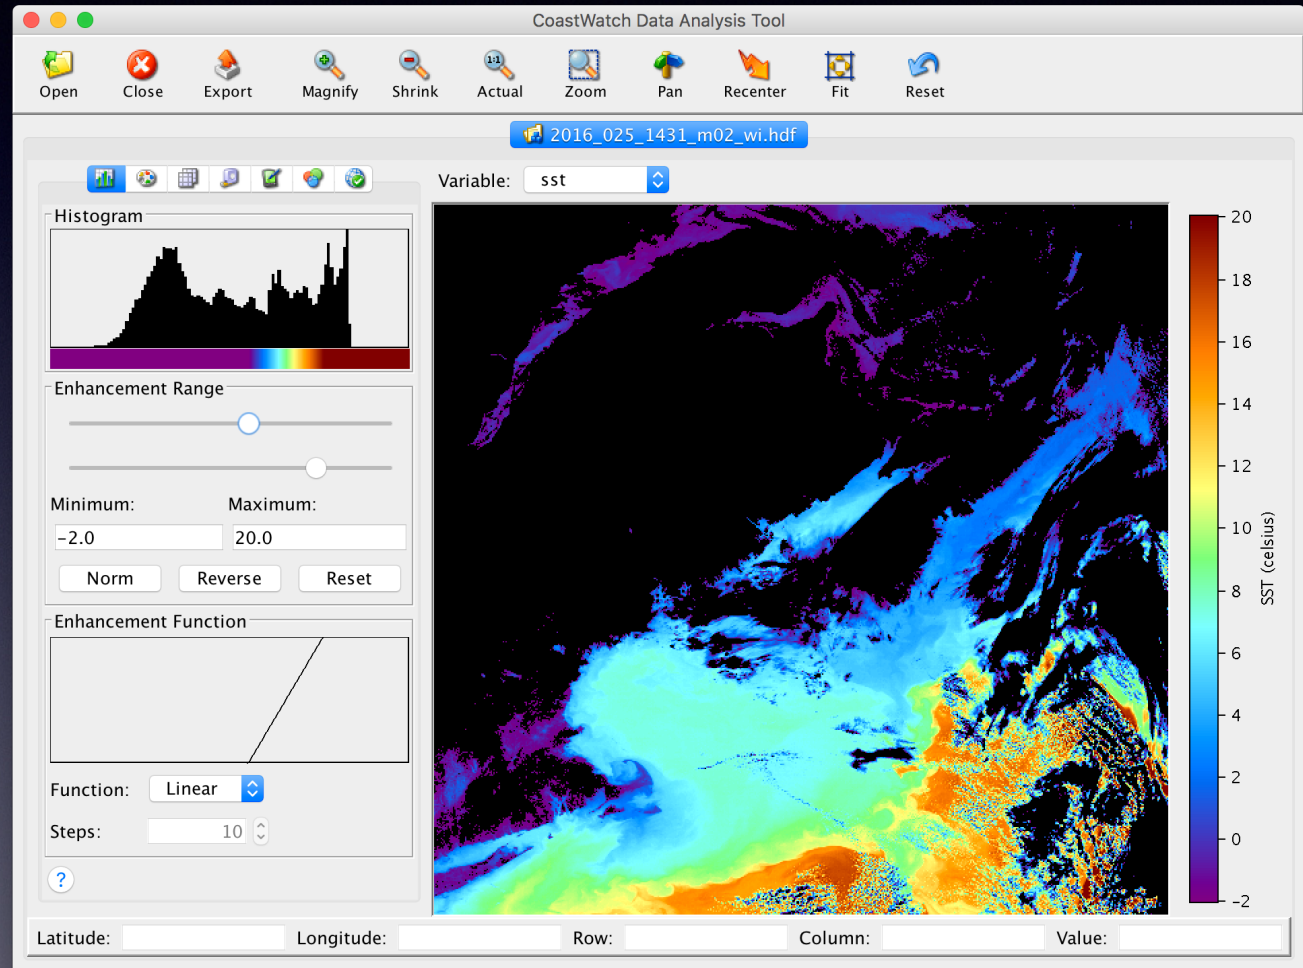 CoastWatch Data Analysis Tool
Open Close Export Magnify Shrink 1:1 Actual Zoom Pan Recenter Fit Reset
2016_025_1431_m02_wi.hdf
Variable: sst
Histogram
Enhancement Range
Minimum: Maximum:
-2.0 20.0
Norm Reverse Reset
Enhancement Function
Function: Linear
Steps: 10
?
20
18
16
14
12
10
8
6
4
2
0
-2
SST (celsius)
Latitude: Longitude: Row: Column: Value: